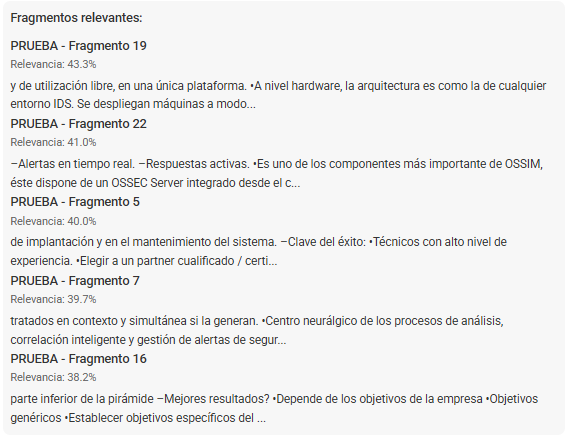 Fragmentos relevantes:
PRUEBA - Fragmento 19
Relevancia: 43.3%
y de utilización libre, en una única plataforma. •A nivel hardware, la arquitectura es como la de cualquier
entorno IDS. Se despliegan máquinas a modo...
PRUEBA - Fragmento 22
Relevancia: 41.0%
–Alertas en tiempo real. –Respuestas activas. •Es uno de los componentes más importante de OSSIM,
éste dispone de un OSSEC Server integrado desde el c...
PRUEBA - Fragmento 5
Relevancia: 40.0%
de implantación y en el mantenimiento del sistema. –Clave del éxito: •Técnicos con alto nivel de
experiencia. •Elegir a un partner cualificado / certi...
PRUEBA - Fragmento 7
Relevancia: 39.7%
tratados en contexto y simultánea si la generan. •Centro neurálgico de los procesos de análisis,
correlación inteligente y gestión de alertas de segur...
PRUEBA - Fragmento 16
Relevancia: 38.2%
parte inferior de la pirámide –Mejores resultados? •Depende de los objetivos de la empresa •Objetivos
genéricos •Establecer objetivos específicos del ...